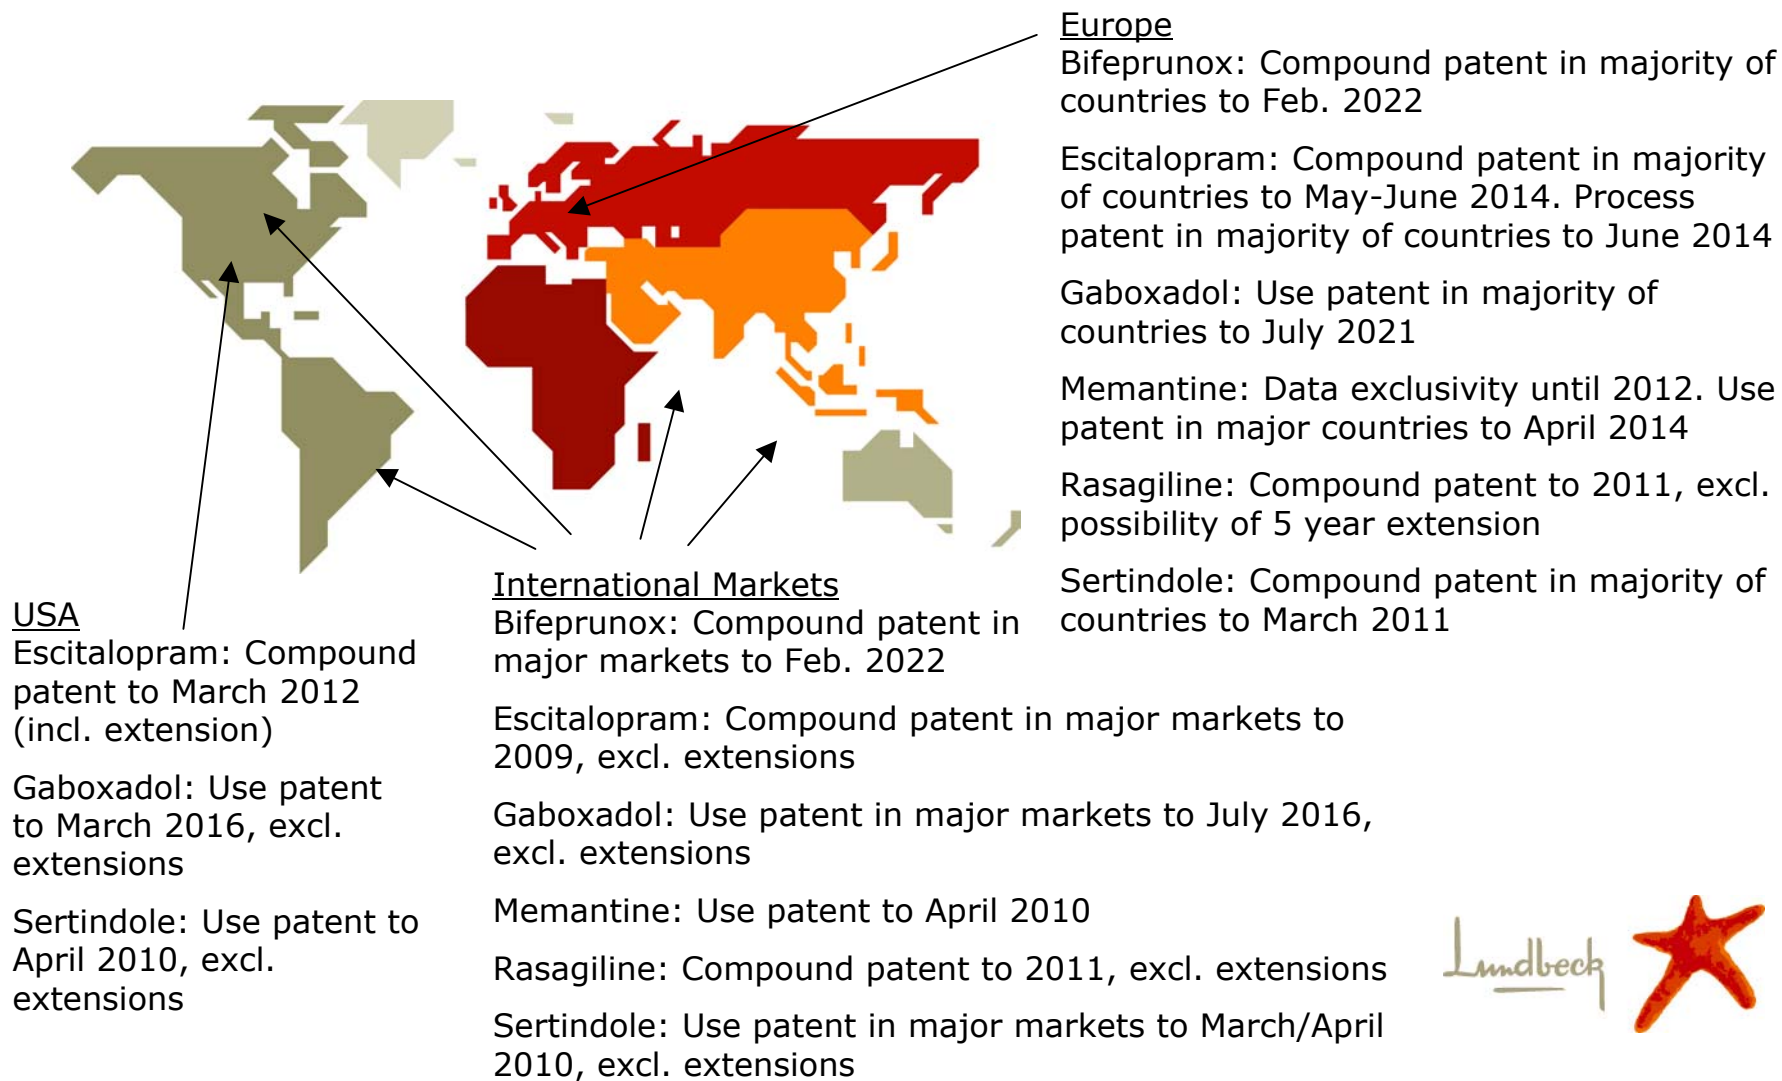 Europe
Bifeprunox: Compound patent in majority of
countries to Feb. 2022
Escitalopram: Compound patent in majority
of countries to May-June 2014. Process
patent in majority of countries to June 2014
Gaboxadol: Use patent in majority of
countries to July 2021
Memantine: Data exclusivity until 2012. Use
patent in major countries to April 2014
Rasagiline: Compound patent to 2011, excl.
possibility of 5 year extension
Sertindole: Compound patent in majority of
countries to March 2011
USA
Escitalopram: Compound
patent to March 2012
(incl. extension)
Gaboxadol: Use patent
to March 2016, excl.
extensions
Sertindole: Use patent to
April 2010, excl.
extensions
International Markets
Bifeprunox: Compound patent in
major markets to Feb. 2022
Escitalopram: Compound patent in major markets to
2009, excl. extensions
Gaboxadol: Use patent in major markets to July 2016,
excl. extensions
Memantine: Use patent to April 2010
Rasagiline: Compound patent to 2011, excl. extensions
Sertindole: Use patent in major markets to March/April
2010, excl. extensions
Lundbeck